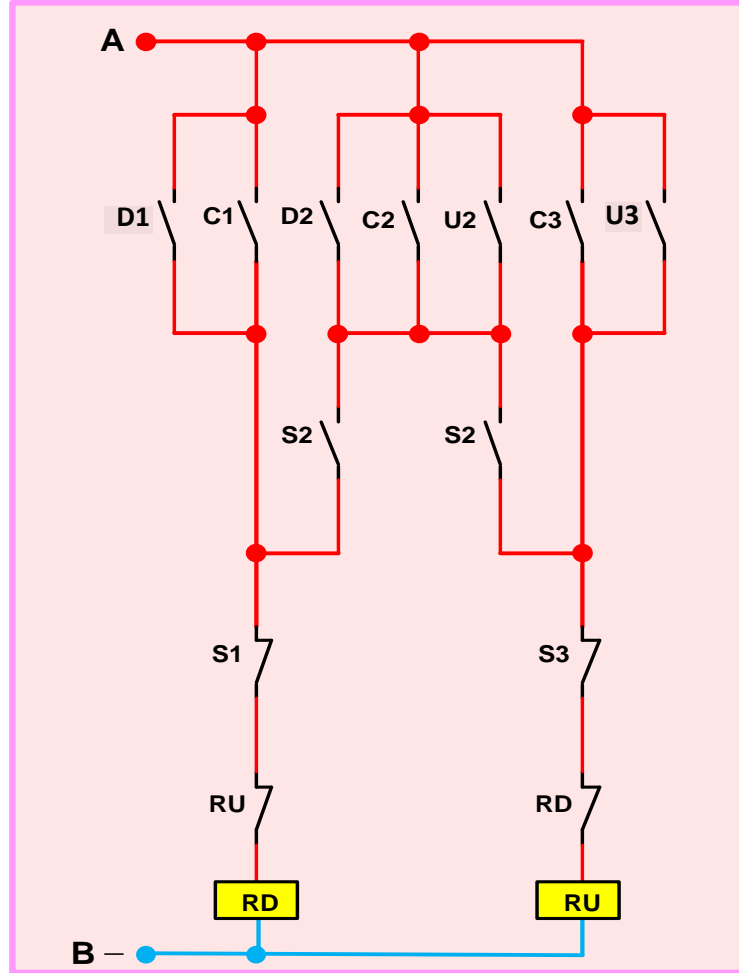 A
D1 C1 D2 C2 U2 C3 U3
S2 S2
S1 S3
RU RD
RD RU
B –